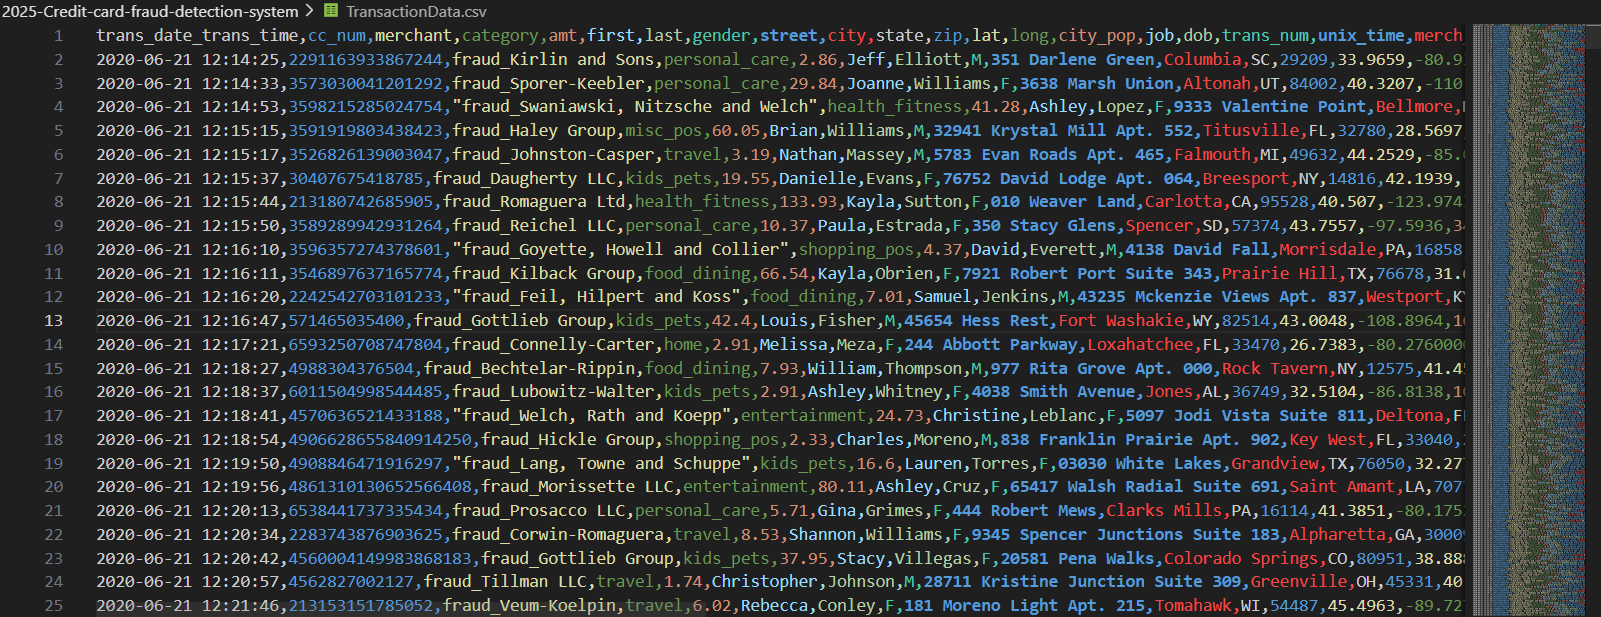 2025-Credit-card-fraud-detection-system > TransactionData.csv
1 trans_date_trans_time,cc_num,merchant,category,amt,first,last,gender,street,city,state,zip,lat,long,city_pop,job,dob,trans_num,unix_time,merch_
2 2020-06-21 12:14:25,2291163933867244,fraud_Kirlin and Sons,personal_care,2.86,Jeff,Elliott,M,351 Darlene Green,Columbia,SC,29209,33.9659,-80.9
3 2020-06-21 12:14:33,3573030041201292,fraud_Sporer-Keebler,personal_care,29.84,Joanne,Williams,F,3638 Marsh Union,Altonah,UT,84002,40.3207,-110
4 2020-06-21 12:14:53,3598215285024754,"fraud_Swaniawski, Nitzsche and Welch",health_fitness,41.28,Ashley,Lopez,F,9333 Valentine Point,Bellmore,
5 2020-06-21 12:15:15,3591919803438423,fraud_Haley Group,misc_pos,60.05,Brian,Williams,M,32941 Krystal Mill Apt. 552,Titusville,FL,32780,28.5697,
6 2020-06-21 12:15:17,3526826139003047,fraud_Johnston-Casper,travel,3.19,Nathan,Massey,M,5783 Evan Roads Apt. 465,Falmouth,MI,49632,44.2529,-85.
7 2020-06-21 12:15:37,30407675418785,fraud_Daugherty LLC,kids_pets,19.55,Danielle,Evans,F,76752 David Lodge Apt. 064,Breesport,NY,14816,42.1939,-
8 2020-06-21 12:15:44,213180742685905,fraud_Romaguera Ltd,health_fitness,133.93,Kayla,Sutton,F,010 Weaver Land,Carlotta,CA,95528,40.507,-123.974
9 2020-06-21 12:15:50,3589289942931264,fraud_Reichel LLC,personal_care,10.37,Paula,Estrada,F,350 Stacy Glens,Spencer,SD,57374,43.7557,-97.5936,34
10 2020-06-21 12:16:10,3596357274378601,"fraud_Goyette, Howell and Collier",shopping_pos,4.37,David,Everett,M,4138 David Fall,Morrisdale,PA,16858
11 2020-06-21 12:16:11,3546897637165774,fraud_Kilback Group,food_dining,66.54,Kayla,Obrien,F,7921 Robert Port Suite 343,Prairie Hill,TX,76678,31.
12 2020-06-21 12:16:20,2242542703101233,"fraud_Feil, Hilpert and Koss",food_dining,7.01,Samuel,Jenkins,M,43235 Mckenzie Views Apt. 837,Westport,KY
13 2020-06-21 12:16:47,571465035400,fraud_Gottlieb Group,kids_pets,42.4,Louis,Fisher,M,45654 Hess Rest,Fort Washakie,WY,82514,43.0048,-108.8964,16
14 2020-06-21 12:17:21,6593250708747804,fraud_Connelly-Carter,home,2.91,Melissa,Meza,F,244 Abbott Parkway,Loxahatchee,FL,33470,26.7383,-80.2760000
15 2020-06-21 12:18:27,4988304376504,fraud_Bechtelar-Rippin,food_dining,7.93,William,Thompson,M,977 Rita Grove Apt. 000,Rock Tavern,NY,12575,41.4
16 2020-06-21 12:18:37,6011504998544485,fraud_Lubowitz-Walter,kids_pets,2.91,Ashley,Whitney,F,4038 Smith Avenue,Jones,AL,36749,32.5104,-86.8138,16
17 2020-06-21 12:18:41,4570636521433188,"fraud_Welch, Rath and Koepp",entertainment,24.73,Christine,Leblanc,F,5097 Jodi Vista Suite 811,Deltona,F
18 2020-06-21 12:18:54,4906628655840914250,fraud_Hickle Group,shopping_pos,2.33,Charles,Moreno,M,838 Franklin Prairie Apt. 902,Key West,FL,33040,
19 2020-06-21 12:19:50,4908846471916297,"fraud_Lang, Towne and Schuppe",kids_pets,16.6,Lauren,Torres,F,03030 White Lakes,Grandview,TX,76050,32.27
20 2020-06-21 12:19:56,4861310130652566408,fraud_Morissette LLC,entertainment,80.11,Ashley,Cruz,F,65417 Walsh Radial Suite 691,Saint Amant,LA,707
21 2020-06-21 12:20:13,6538441737335434,fraud_Prosacco LLC,personal_care,5.71,Gina,Grimes,F,444 Robert Mews,Clarks Mills,PA,16114,41.3851,-80.175
22 2020-06-21 12:20:34,2283743876903625,fraud_Corwin-Romaguera,travel,8.53,Shannon,Williams,F,9345 Spencer Junctions Suite 183,Alpharetta,GA,3000
23 2020-06-21 12:20:42,4560004149983868183,fraud_Gottlieb Group,kids_pets,37.95,Stacy,Villegas,F,20581 Pena Walks,Colorado Springs,CO,80951,38.888
24 2020-06-21 12:20:57,4562827002127,fraud_Tillman LLC,travel,1.74,Christopher,Johnson,M,28711 Kristine Junction Suite 309,Greenville,OH,45331,40
25 2020-06-21 12:21:46,213153151785052,fraud_Veum-Koelpin,travel,6.02,Rebecca,Conley,F,181 Moreno Light Apt. 215,Tomahawk,WI,54487,45.4963,-89.72